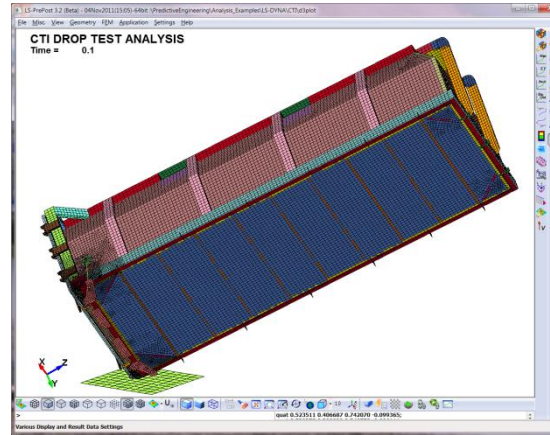 LS-PrePost 3.2 (Beta) - 04Nov2011(15:05) -64bit I:\PredictiveEngineering\Analysis_Examples\LS-DYNA\CTI\d3plot
File Misc View Geometry FEM Application Settings Help
CTI DROP TEST ANALYSIS
Time = 0.1
X
Z
Y
>
quat 0.523511 0.406687 0.742070 -0.099365;
Various Display and Result Data Settings